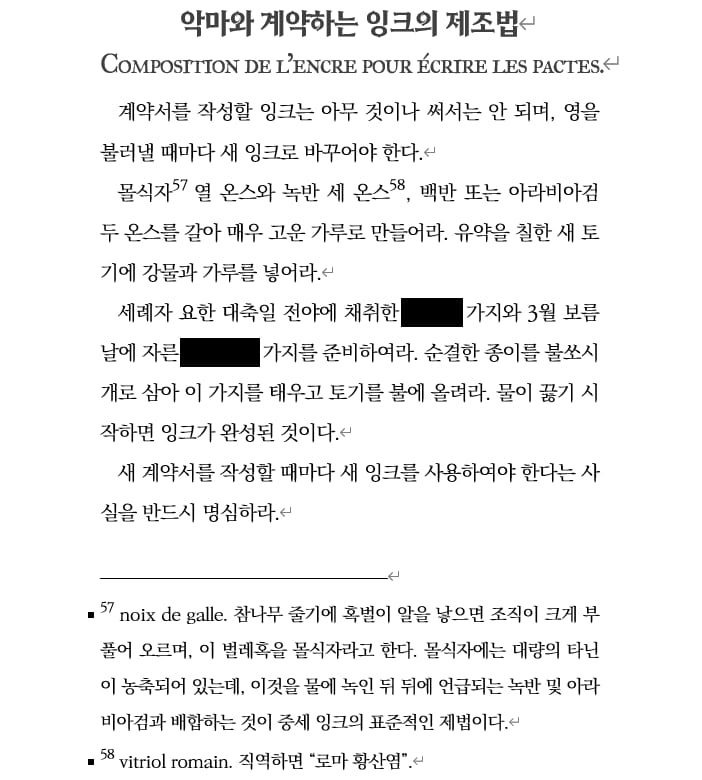 악마와 계약하는 잉크의 제조법↵
COMPOSITION DE L’ENCRE POUR ÉCRIRE LES PACTES.↵
계약서를 작성할 잉크는 아무 것이나 써서는 안 되며, 영을
불러낼 때마다 새 잉크로 바꾸어야 한다.↵
몰식자57 열 온스와 녹반 세 온스58, 백반 또는 아라비아검
두 온스를 갈아 매우 고운 가루로 만들어라. 유약을 칠한 새 토
기에 강물과 가루를 넣어라.↵
세례자 요한 대축일 전야에 채취한 가지와 3월 보름
날에 자른 가지를 준비하여라. 순결한 종이를 불쏘시
개로 삼아 이 가지를 태우고 토기를 불에 올려라. 물이 끓기 시
작하면 잉크가 완성된 것이다.↵
새 계약서를 작성할 때마다 새 잉크를 사용하여야 한다는 사
실을 반드시 명심하라.↵
57 noix de galle. 참나무 줄기에 혹벌이 알을 낳으면 조직이 크게 부
풀어 오르며, 이 벌레혹을 몰식자라고 한다. 몰식자에는 대량의 타닌
이 농축되어 있는데, 이것을 물에 녹인 뒤 뒤에 언급되는 녹반 및 아라
비아검과 배합하는 것이 중세 잉크의 표준적인 제법이다.↵
58 vitriol romain. 직역하면 “로마 황산염”.↵